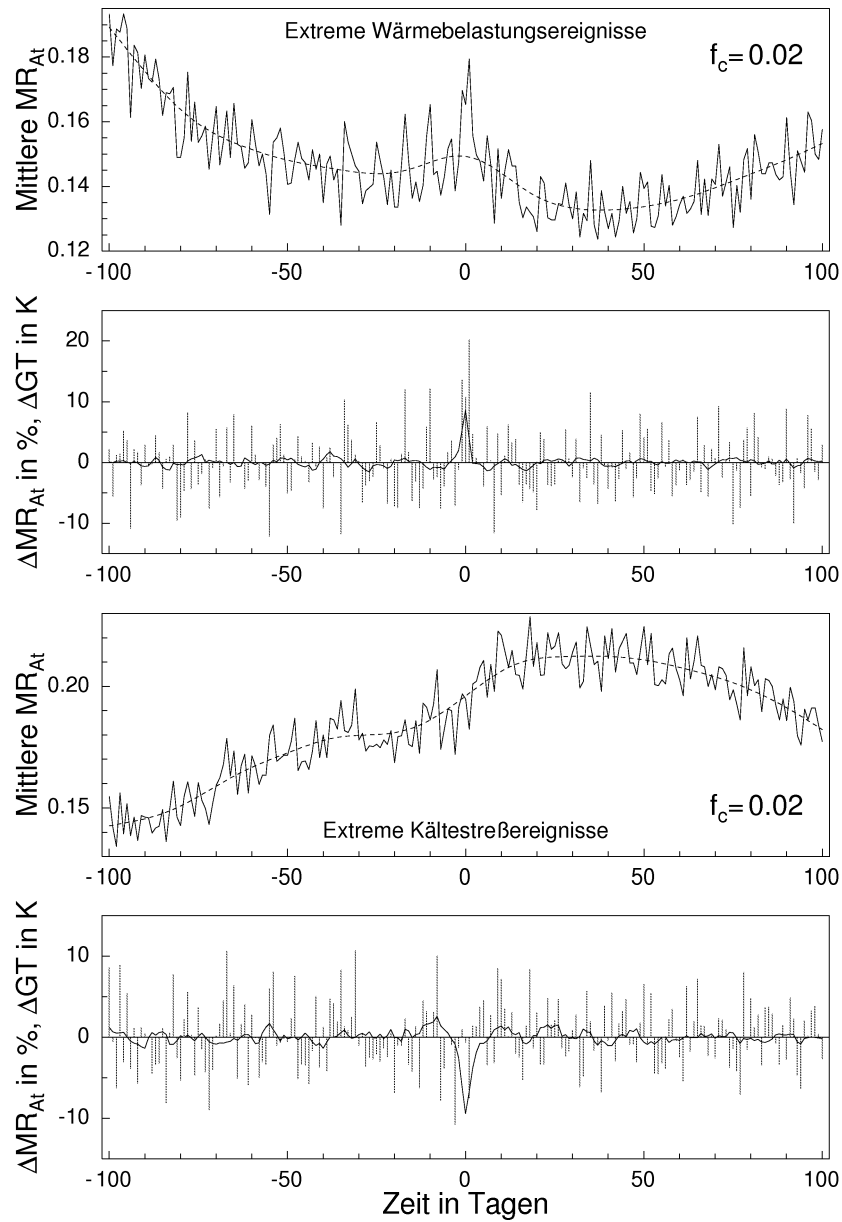 Extreme Wärmebelastungsereignisse
f_c= 0.02
Mittlere MR_At
0.18
0.16
0.14
0.12
-100 -50 0 50 100
ΔMR_At in %, ΔGT in K
20
10
0
-10
-100 -50 0 50 100
Mittlere MR_At
0.20
0.15
f_c= 0.02
Extreme Kältestreßereignisse
-100 -50 0 50 100
ΔMR_At in %, ΔGT in K
10
0
-10
-100 -50 0 50 100
Zeit in Tagen